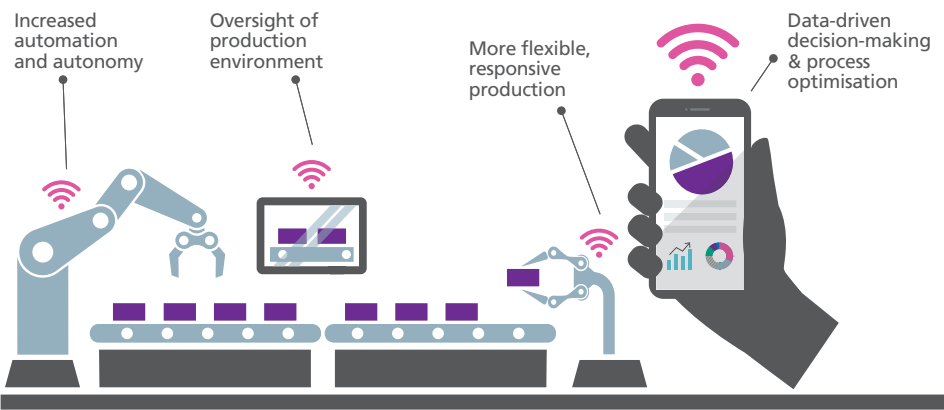 Increased
automation
and autonomy
Oversight of
production
environment
More flexible,
responsive
production
Data-driven
decision-making
& process
optimisation